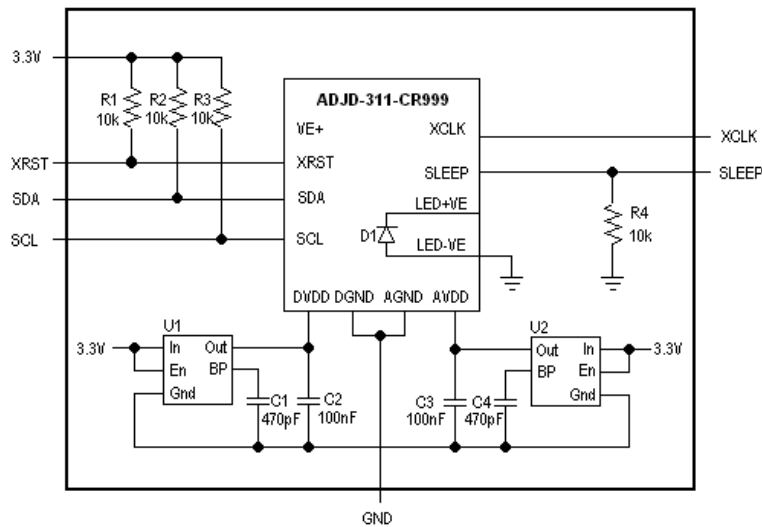 3.3V
R1
10k
R2
10k
R3
10k
ADJD-311-CR999
VE+
XCLK
XCLK
XRST
XRST
SLEEP
SLEEP
SDA
SDA
LED+VE
R4
10k
SCL
SCL
D1
LED-VE
DVDD DGND AGND AVDD
U1
U2
3.3V
In
Out
En
BP
Gnd
Out
In
3.3V
BP
En
Gnd
C1
470pF
C2
100nF
C3
100nF
C4
470pF
GND